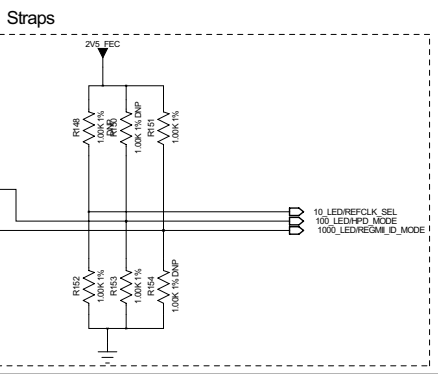 Straps
2V5_FEC
R148
1.00K 1%
DNP
R150
1.00K 1% DNP
R151
1.00K 1%
10_LED/REFCLK_SEL
100_LED/HPD_MODE
1000_LED/REGMII_ID_MODE
R152
1.00K 1%
R153
1.00K 1%
R154
1.00K 1% DNP